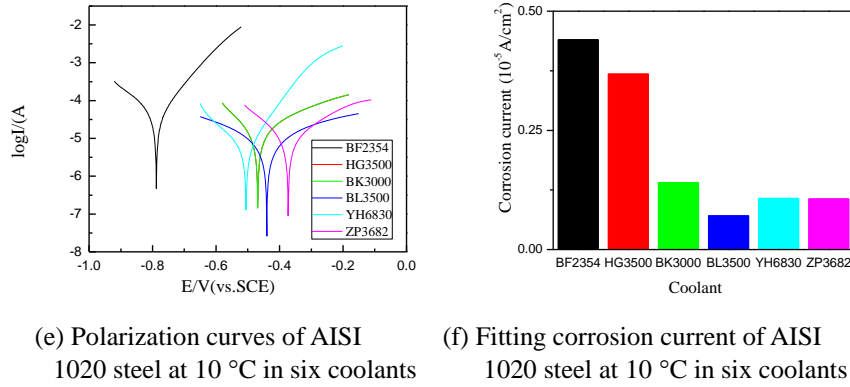 -2
-3
-4
-5
-6
-7
-8
logI/(A
BF2354
HG3500
BK3000
BL3500
YH6830
ZP3682
-1.0 -0.8 -0.6 -0.4 -0.2 0.0
E/V(vs.SCE)
0.50
0.25
0.00
Corrosion current (10⁻⁵ A/cm²)
BF2354 HG3500 BK3000 BL3500 YH6830 ZP3682
Coolant
(e) Polarization curves of AISI
1020 steel at 10 °C in six coolants
(f) Fitting corrosion current of AISI
1020 steel at 10 °C in six coolants